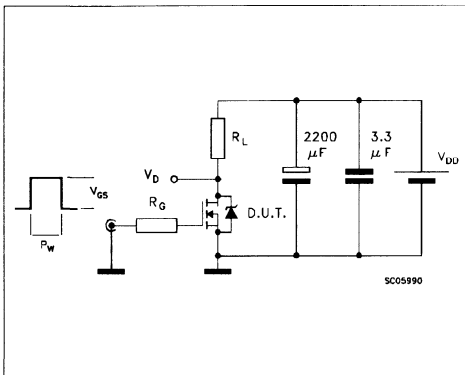 R_L
2200 μF
3.3 μF
V_DD
V_D
V_GS
R_G
D.U.T.
P_W
SC05990